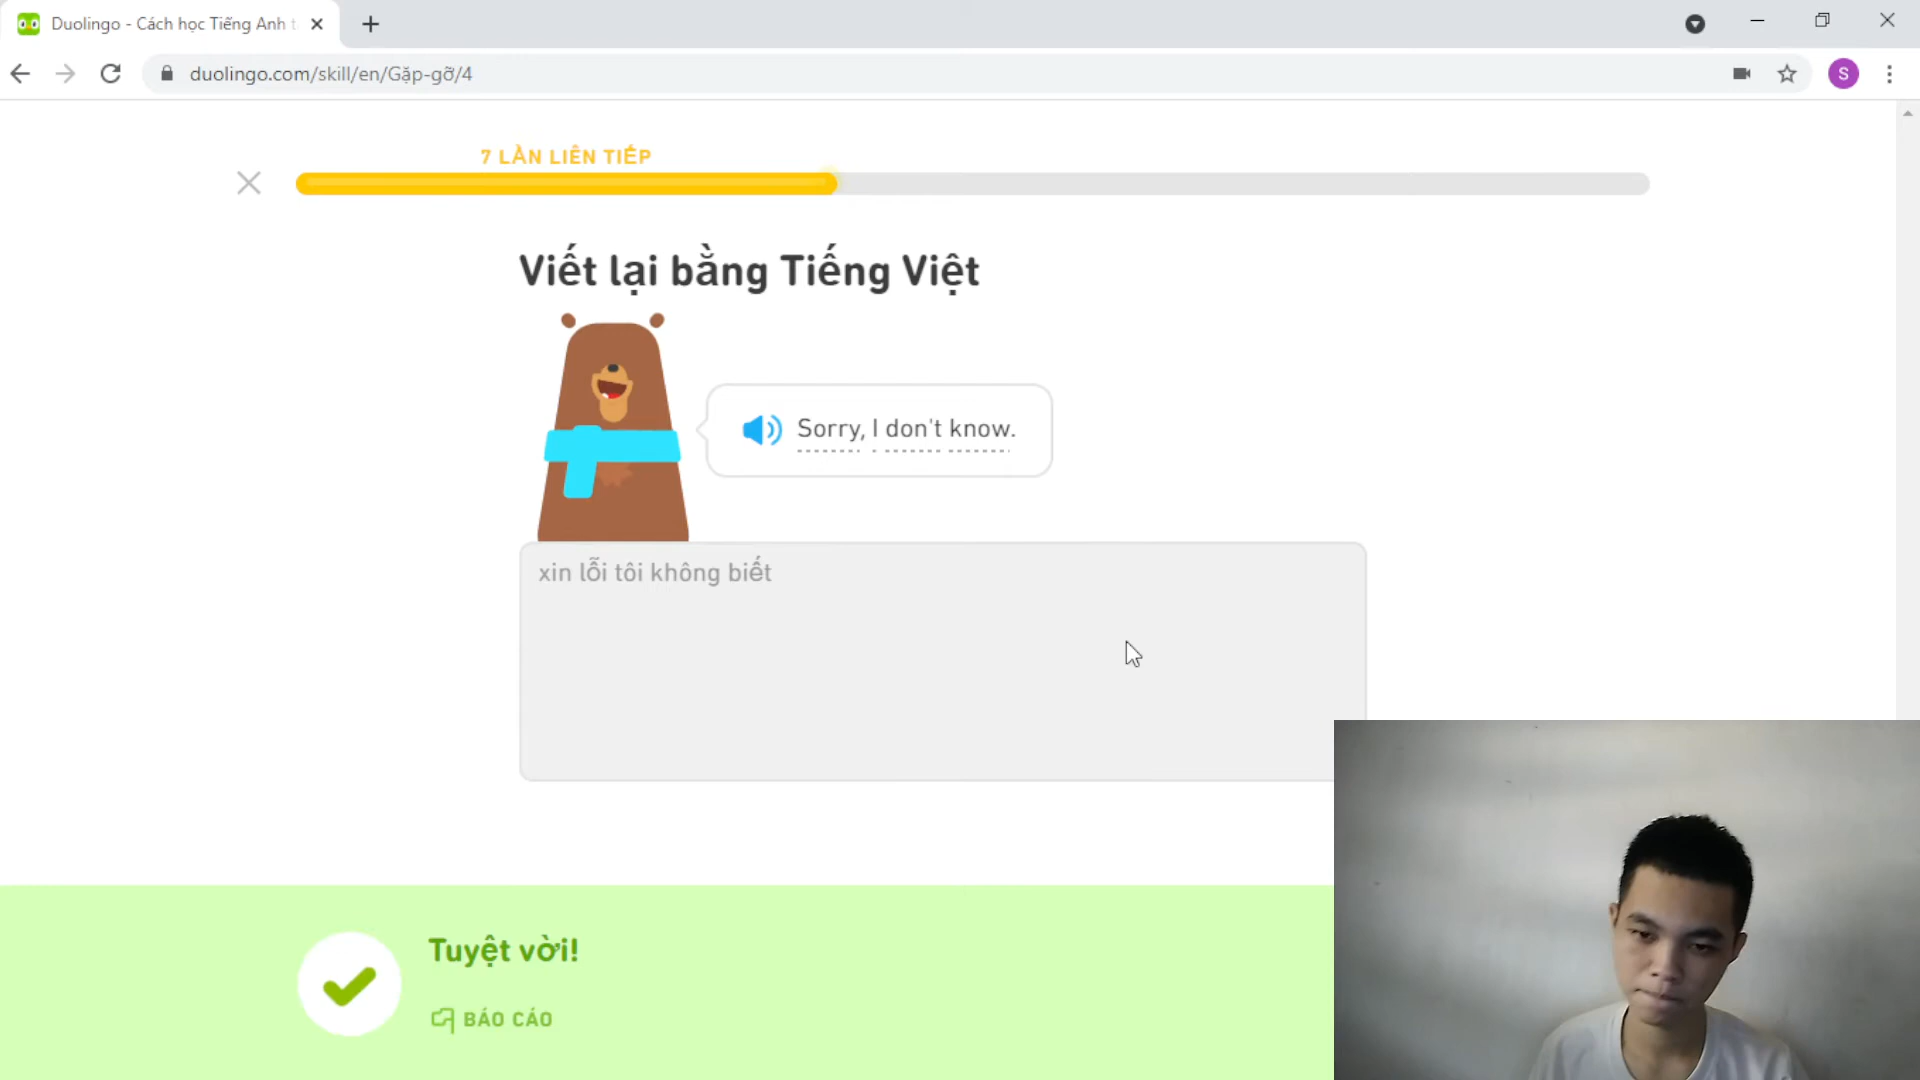 Duolingo - Cách học Tiếng Anh t
duolingo.com/skill/en/Gặp-gỡ/4
S
7 LẦN LIÊN TIẾP
Viết lại bằng Tiếng Việt
Sorry, I don't know.
xin lỗi tôi không biết
Tuyệt vời!
BÁO CÁO